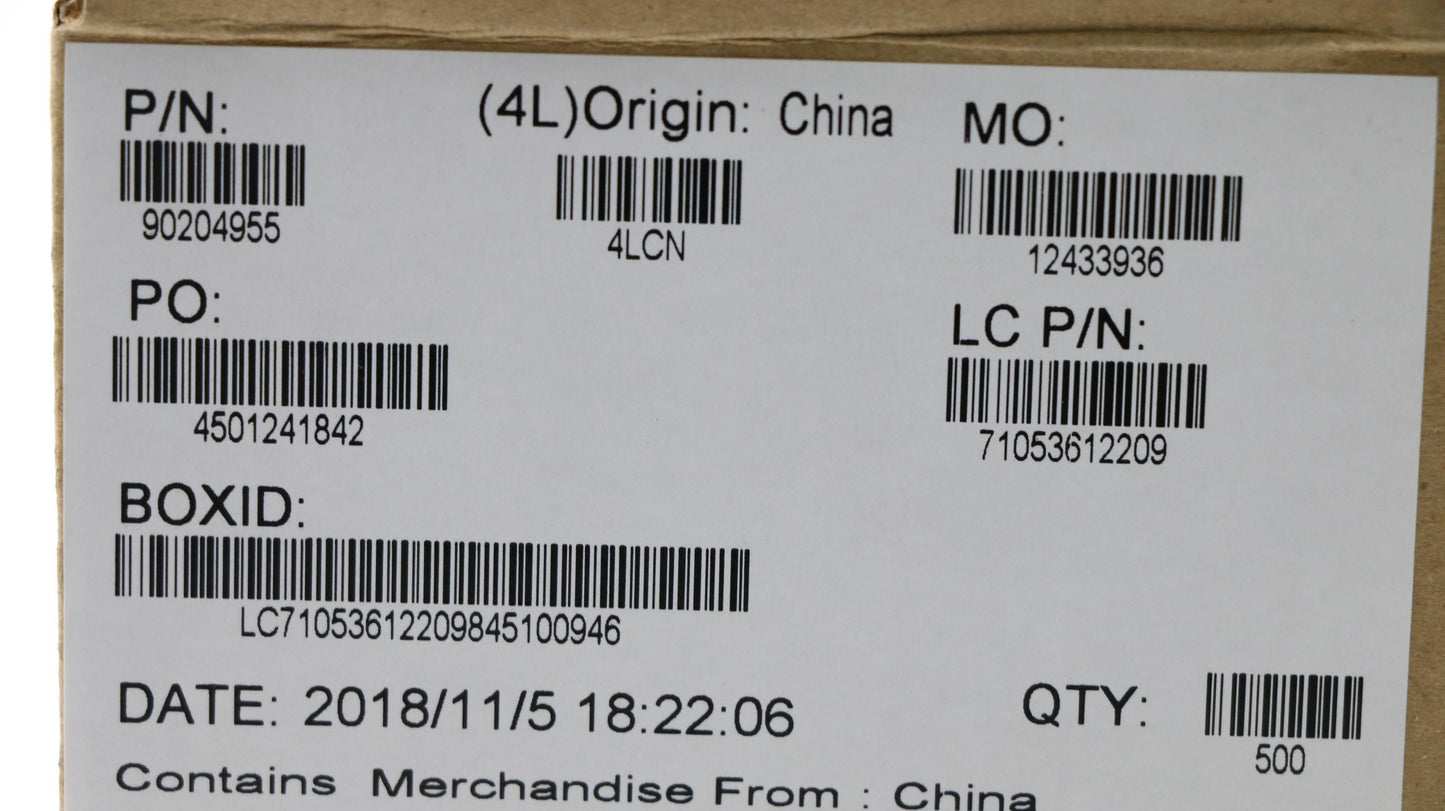 P/N: (4L)Origin: China MO:
90204955 4LCN 12433936
PO: LC P/N:
4501241842 71053612209
BOXID:
LC71053612209845100946
DATE: 2018/11/5 18:22:06 QTY:
500
Contains Merchandise From : China